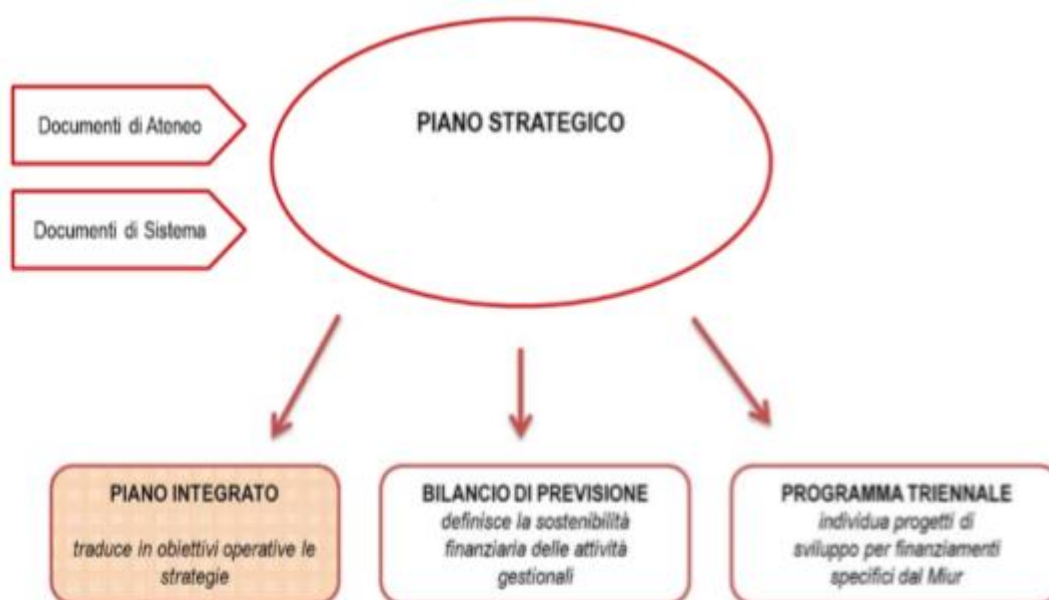 Documenti di Ateneo
PIANO STRATEGICO
Documenti di Sistema
PIANO INTEGRATO
traduce in obiettivi operative le
strategie
BILANCIO DI PREVISIONE
definisce la sostenibilità
finanziaria delle attività
gestionali
PROGRAMMA TRIENNALE
individua progetti di
sviluppo per finanziamenti
specifici dal Miur